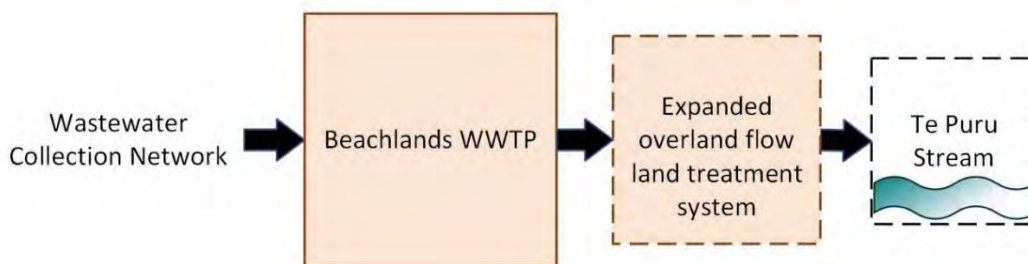 Wastewater
Collection Network
Beachlands WWTP
Expanded
overland flow
land treatment
system
Te Puru
Stream